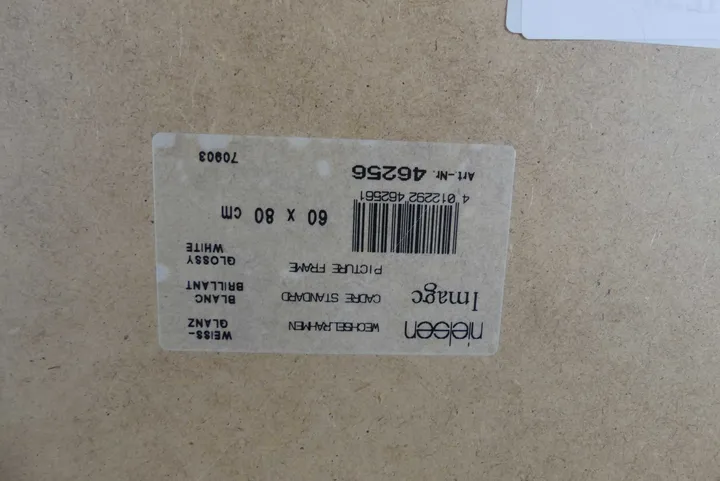 nielsen
Image
WECHSELRAHMEN
CADRE STANDARD
PICTURE FRAME
WEISS-
GLANZ
BLANC
BRILLANT
GLOSSY
WHITE
4 012292 462561
60 x 80 cm
Art.-Nr. 46256
70903